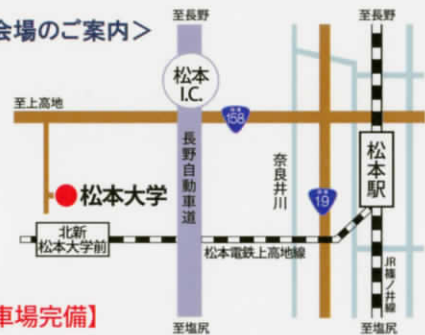 会場のご案内＞
至長野
至長野
松本
I.C.
至上高地
158
長野自動車道
奈良井川
松本駅
19
松本大学
北新
松本大学前
松本電鉄上高地線
JR篠ノ井線
車場完備】
至塩尻
至塩尻